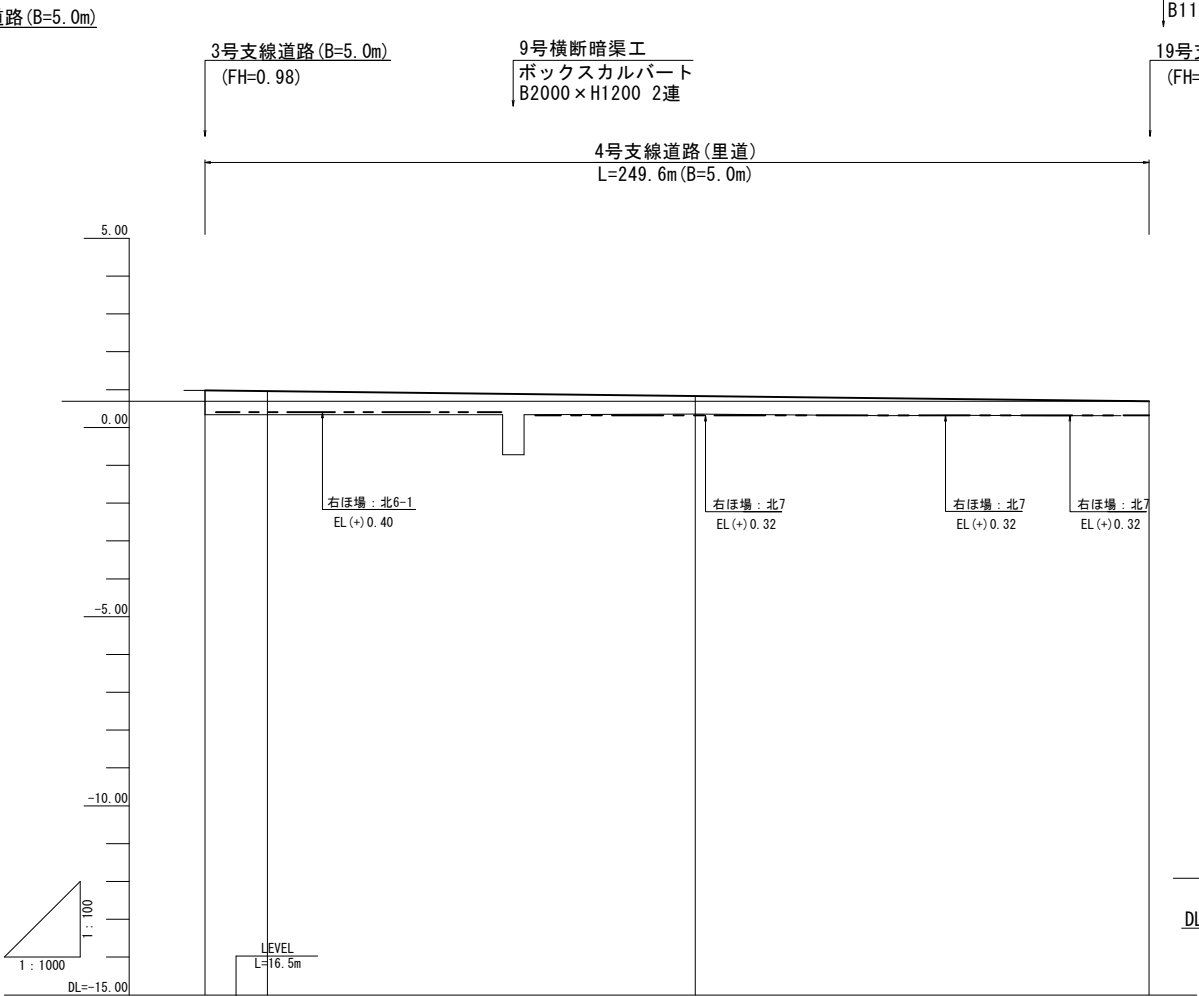 道路(B=5.0m)
B11
3号支線道路(B=5.0m)
(FH=0.98)
9号横断暗渠工
ボックスカルバート
B2000×H1200 2連
19号支
(FH=
4号支線道路(里道)
L=249.6m(B=5.0m)
5.00
0.00
右ほ場：北6-1
EL(+)0.40
右ほ場：北7
EL(+)0.32
右ほ場：北7
EL(+)0.32
右ほ場：北7
EL(+)0.32
-5.00
-10.00
1：100
1：1000
LEVEL
L=16.5m
DL=-15.00
DL